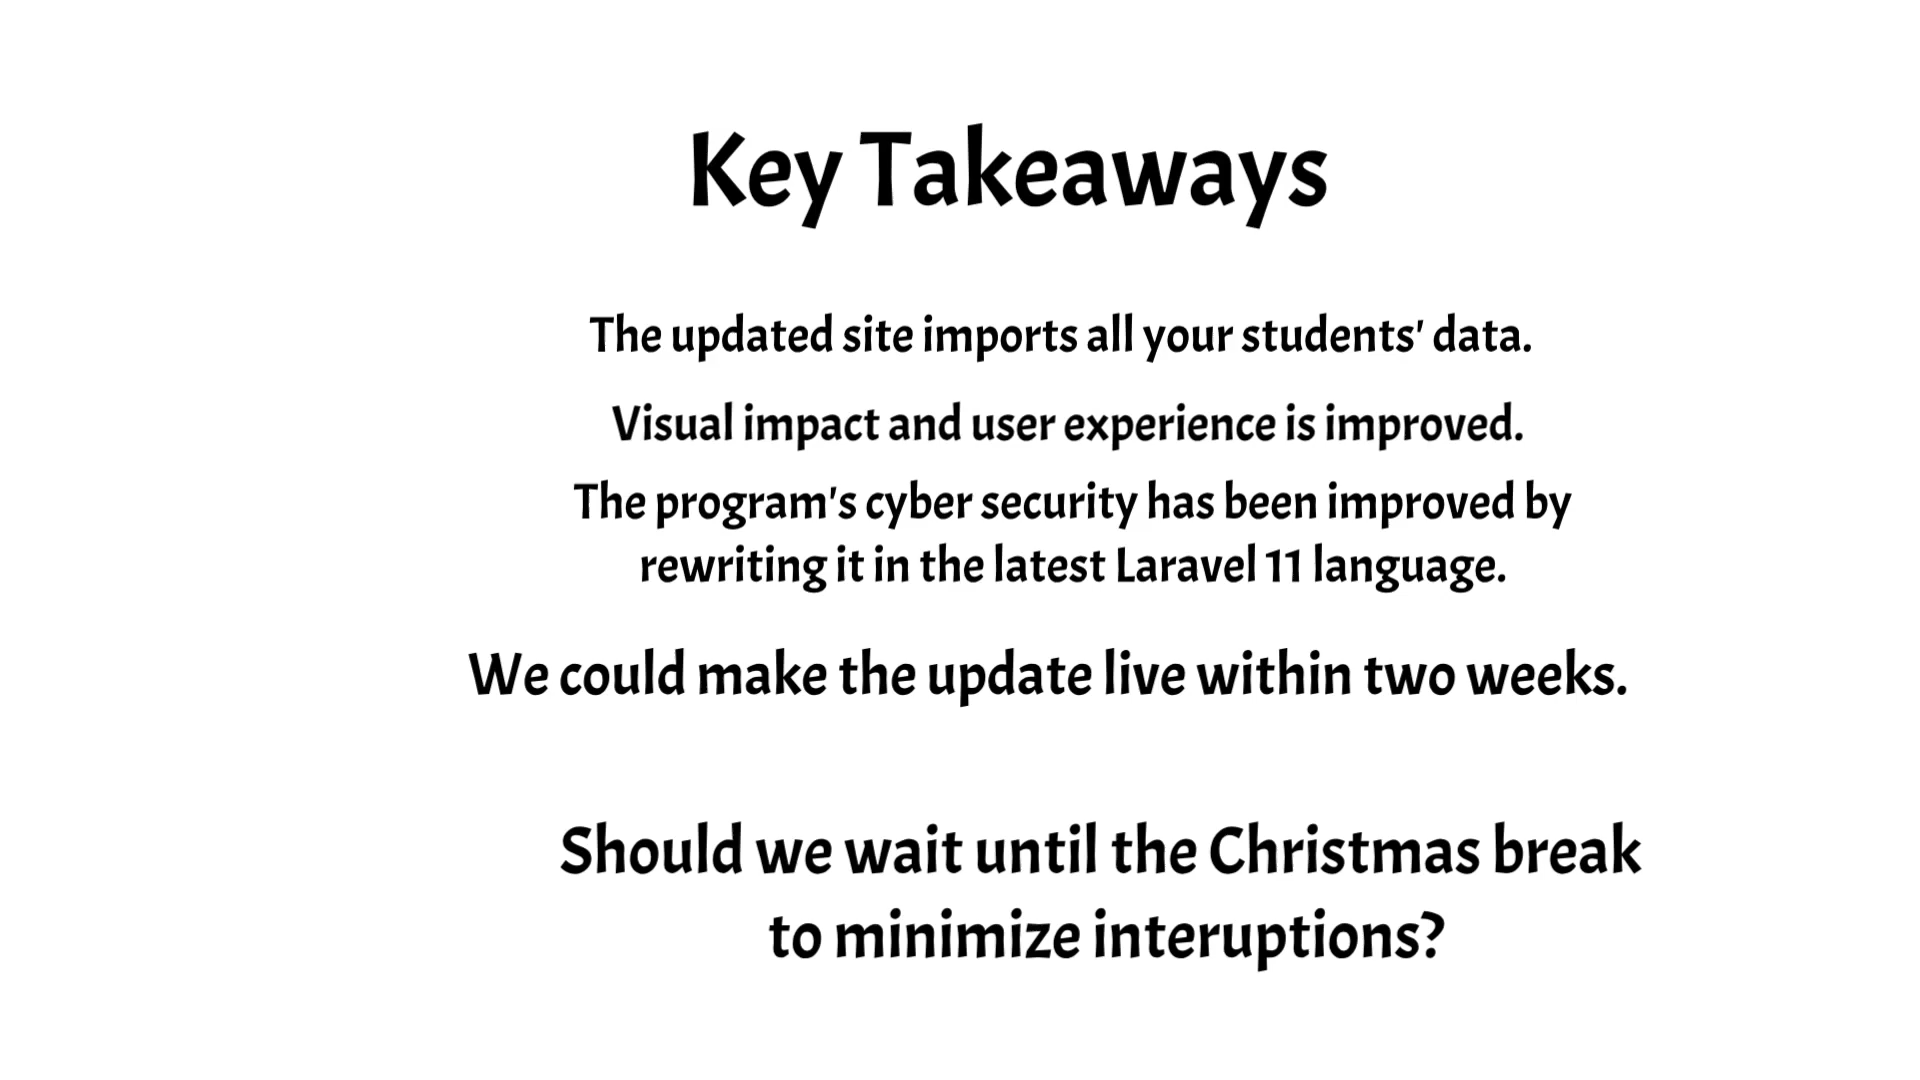 Key Takeaways
The updated site imports all your students' data.
Visual impact and user experience is improved.
The program's cyber security has been improved by
rewriting it in the latest Laravel 11 language.
We could make the update live within two weeks.
Should we wait until the Christmas break
to minimize interuptions?